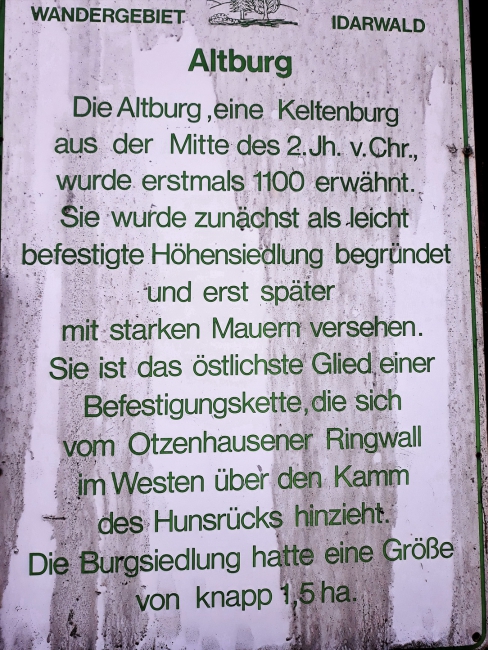 WANDERGEBIET IDARWALD
Altburg
Die Altburg, eine Keltenburg
aus der Mitte des 2. Jh. v. Chr.,
wurde erstmals 1100 erwähnt.
Sie wurde zunächst als leicht
befestigte Höhensiedlung begründet
und erst später
mit starken Mauern versehen.
Sie ist das östlichste Glied einer
Befestigungskette, die sich
vom Otzenhausener Ringwall
im Westen über den Kamm
des Hunsrücks hinzieht.
Die Burgsiedlung hatte eine Größe
von knapp 1,5 ha.